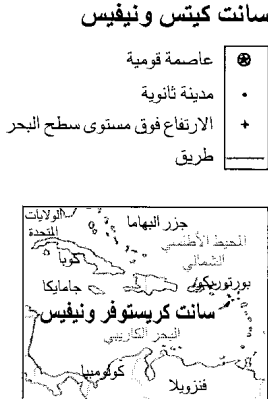 سانت كيتس ونيفيس
عاصمة قومية
مدينة ثانوية
الارتفاع فوق مستوى سطح البحر
طريق
الولايات
المتحدة
جزر البهاما
المحيط الأطلسي
الشمالي
كوبا
بورتوريكو
جامايكا
سانت كريستوفر ونيفيس
البحر الكاريبي
كولومبيا
فنزويلا